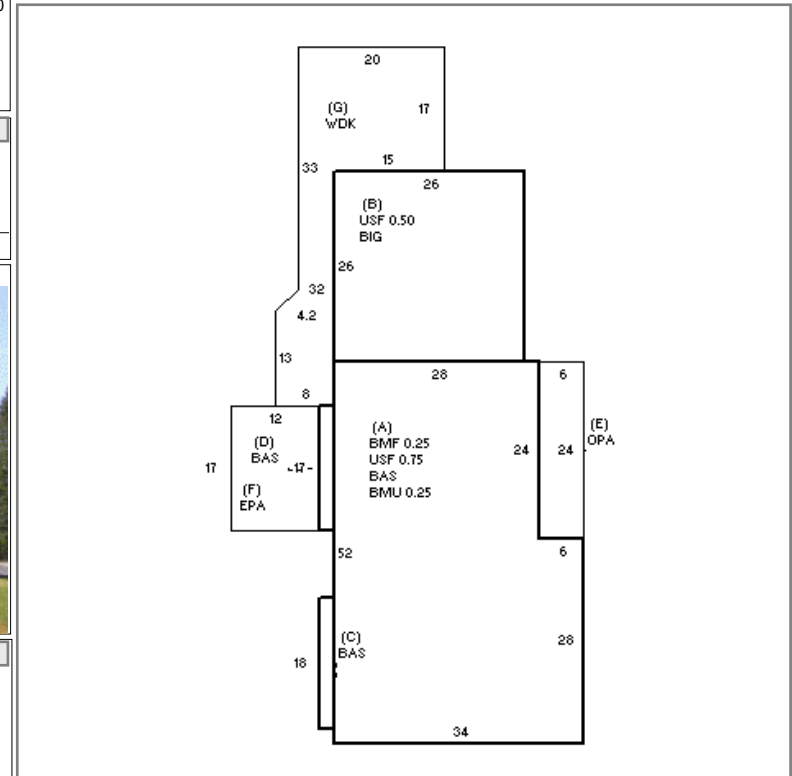 20
(G)
WDK
17
33
15
26
(B)
USF 0.50
BIG
26
32
4.2
13
8
28
6
12
(D)
BAS
17
-17-
(F)
EPA
(A)
BMF 0.25
USF 0.75
BAS
BMU 0.25
24
24
(E)
OPA
52
6
(C)
BAS
18
28
34